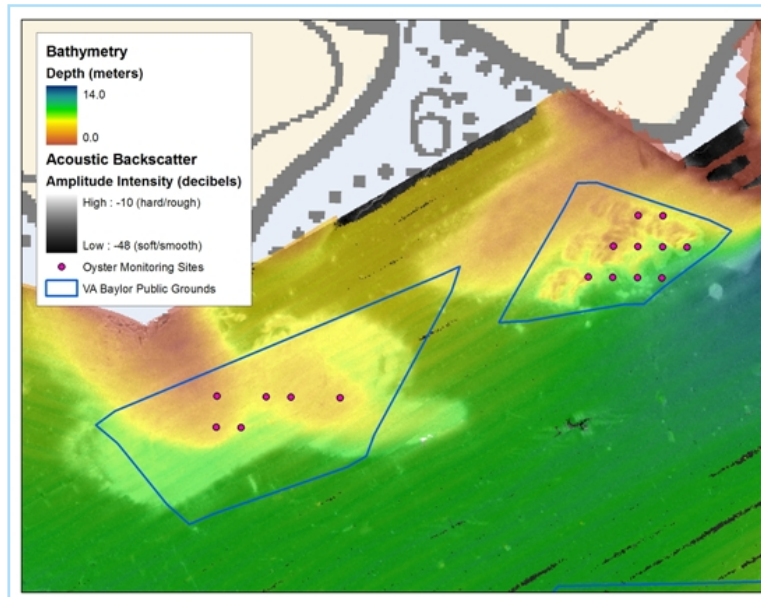 Bathymetry
Depth (meters)
14.0
0.0
Acoustic Backscatter
Amplitude Intensity (decibels)
High : -10 (hard/rough)
Low : -48 (soft/smooth)
Oyster Monitoring Sites
VA Baylor Public Grounds
6